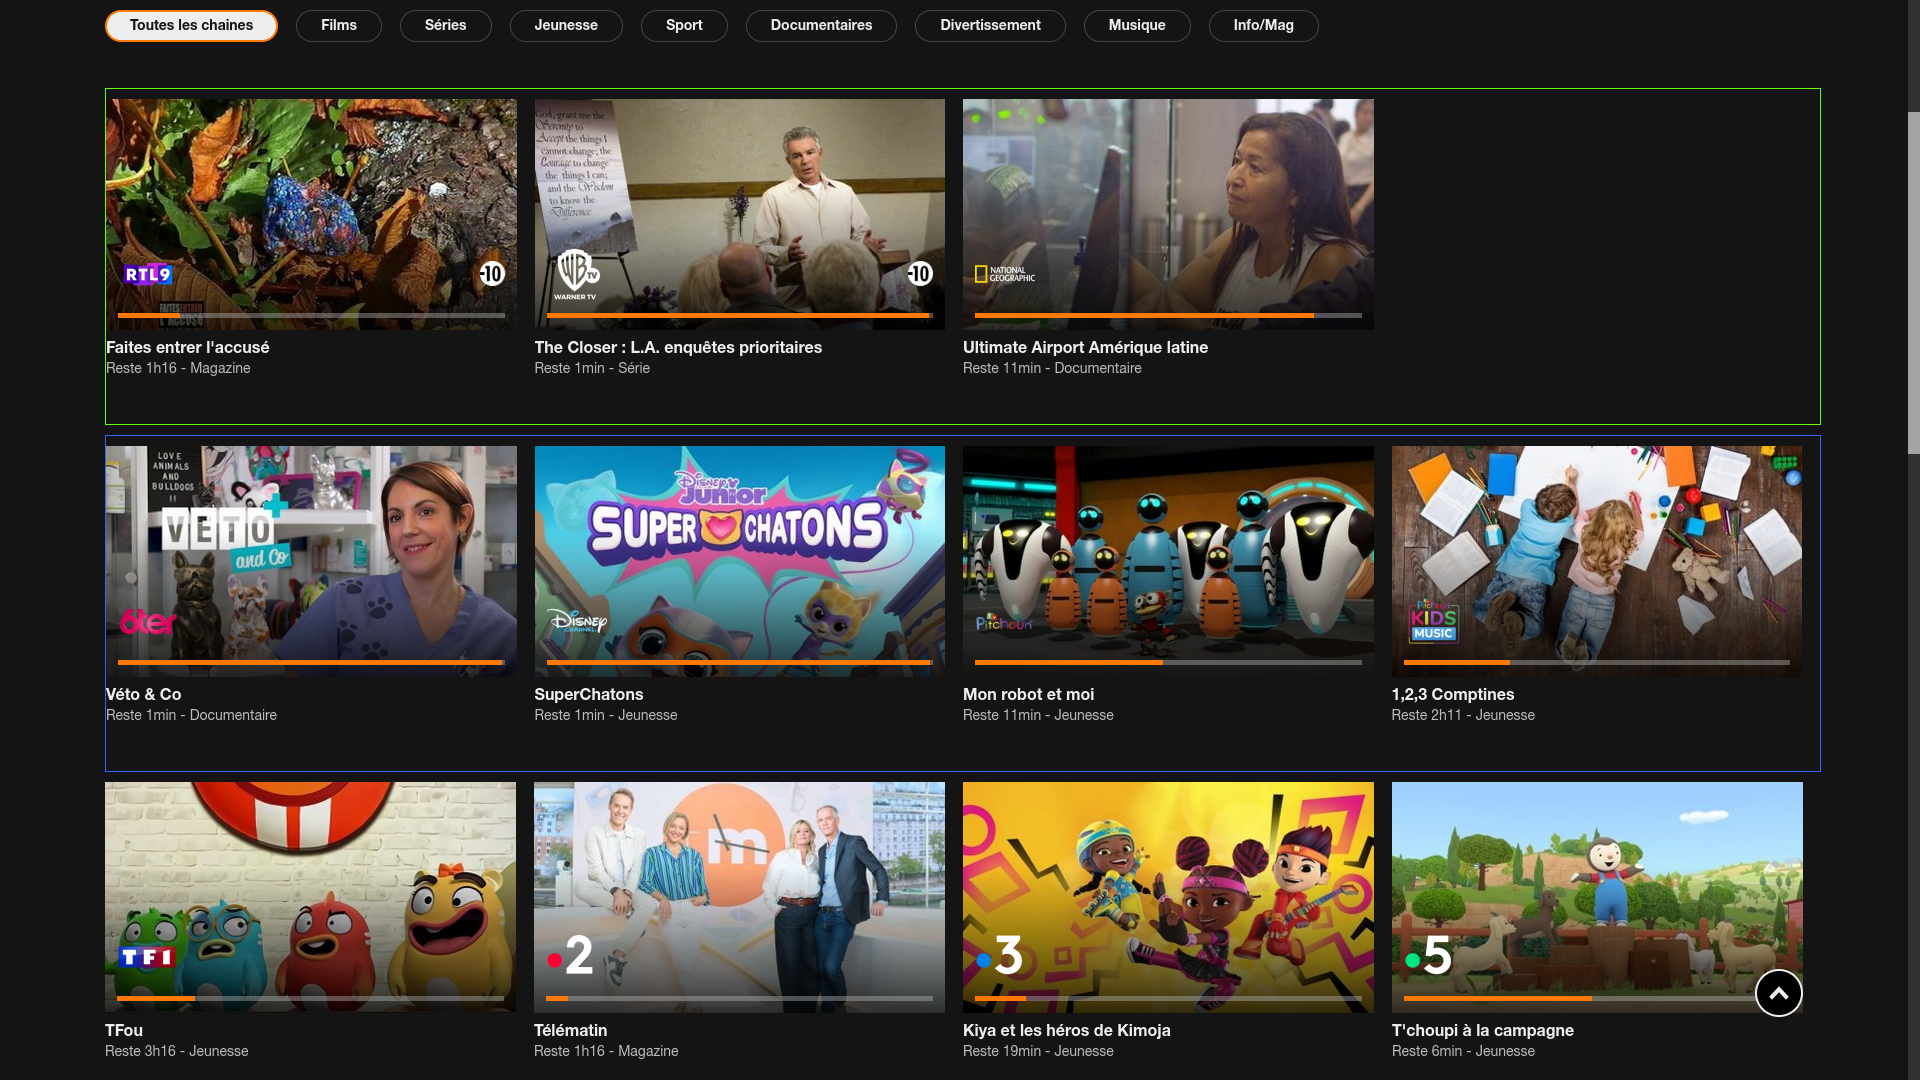 Toutes les chaines
Films
Séries
Jeunesse
Sport
Documentaires
Divertissement
Musique
Info/Mag
RTL9
-10
FAITES ENTRER
L'ACCUSÉ
God, grant me the
Serenity to
Accept the things I
cannot change; the
Courage to change
the things I can;
and the Wisdom
to know the
Difference
WB TV
WARNER TV
-10
NATIONAL
GEOGRAPHIC
Faites entrer l'accusé
Reste 1h16 - Magazine
The Closer : L.A. enquêtes prioritaires
Reste 1min - Série
Ultimate Airport Amérique latine
Reste 11min - Documentaire
LOVE
ANIMALS
AND
BULLDOGS
!!
VETO
and Co
6ter
Disney
Junior
SUPER CHATONS
Disney
CHANNEL
Pitchoun
Pitchoun
KIDS
MUSIC
Véto & Co
Reste 1min - Documentaire
SuperChatons
Reste 1min - Jeunesse
Mon robot et moi
Reste 11min - Jeunesse
1,2,3 Comptines
Reste 2h11 - Jeunesse
TF1
m
2
3
5
TFou
Reste 3h16 - Jeunesse
Télématin
Reste 1h16 - Magazine
Kiya et les héros de Kimoja
Reste 19min - Jeunesse
T'choupi à la campagne
Reste 6min - Jeunesse